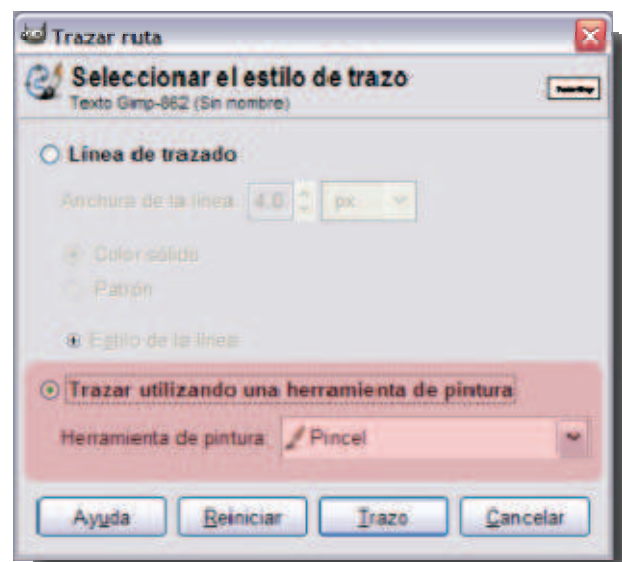 Trazar ruta
Seleccionar el estilo de trazo
Texto Gimp-862 (Sin nombre)
Línea de trazado
Anchura de la línea: 4.0 px
Color sólido
Patrón
Estilo de la línea
Trazar utilizando una herramienta de pintura
Herramienta de pintura: Pincel
Ayuda Reiniciar Trazo Cancelar